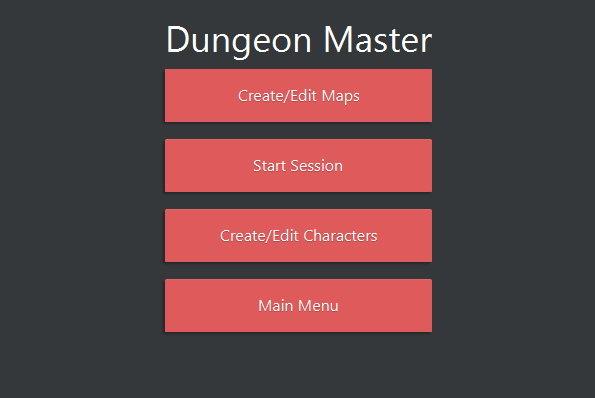 Dungeon Master
Create/Edit Maps
Start Session
Create/Edit Characters
Main Menu